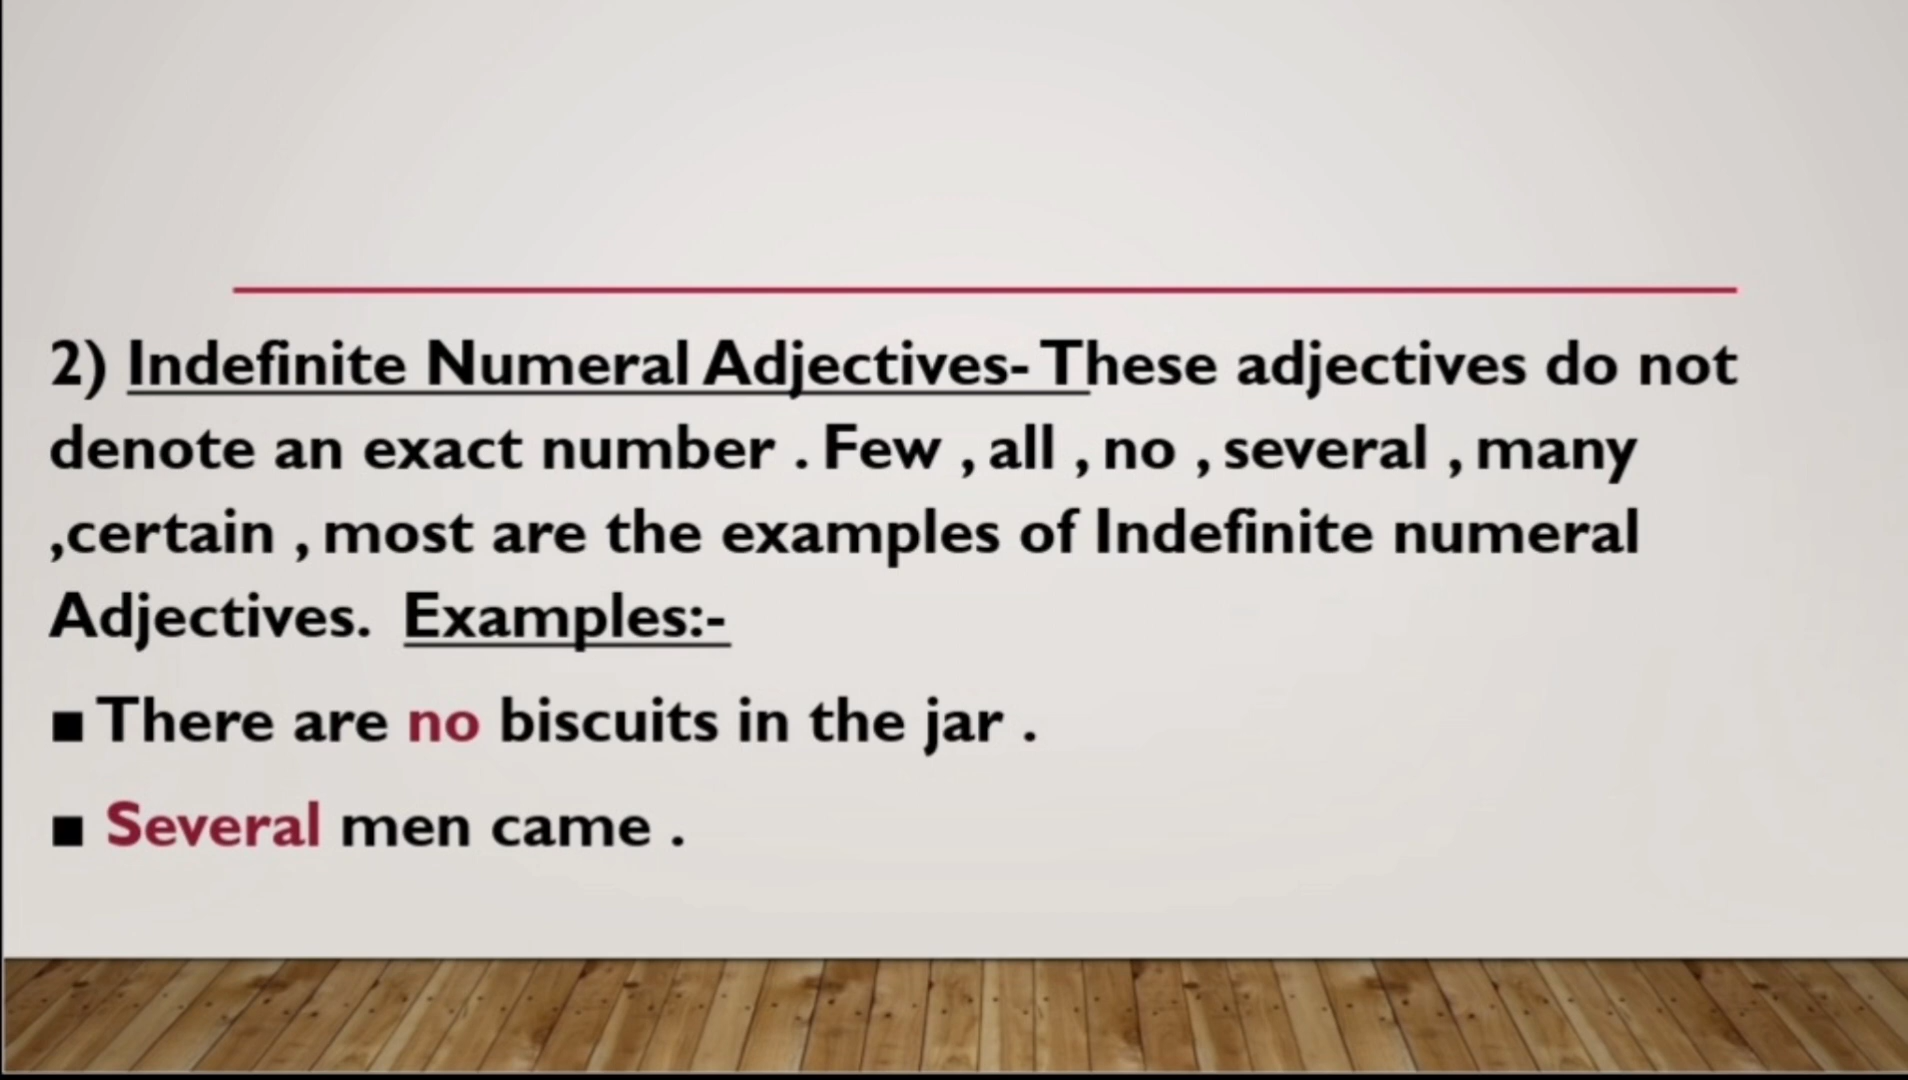 2) Indefinite Numeral Adjectives- These adjectives do not
denote an exact number . Few , all , no , several , many
,certain , most are the examples of Indefinite numeral
Adjectives.  Examples:-
▪ There are no biscuits in the jar .
▪ Several men came .